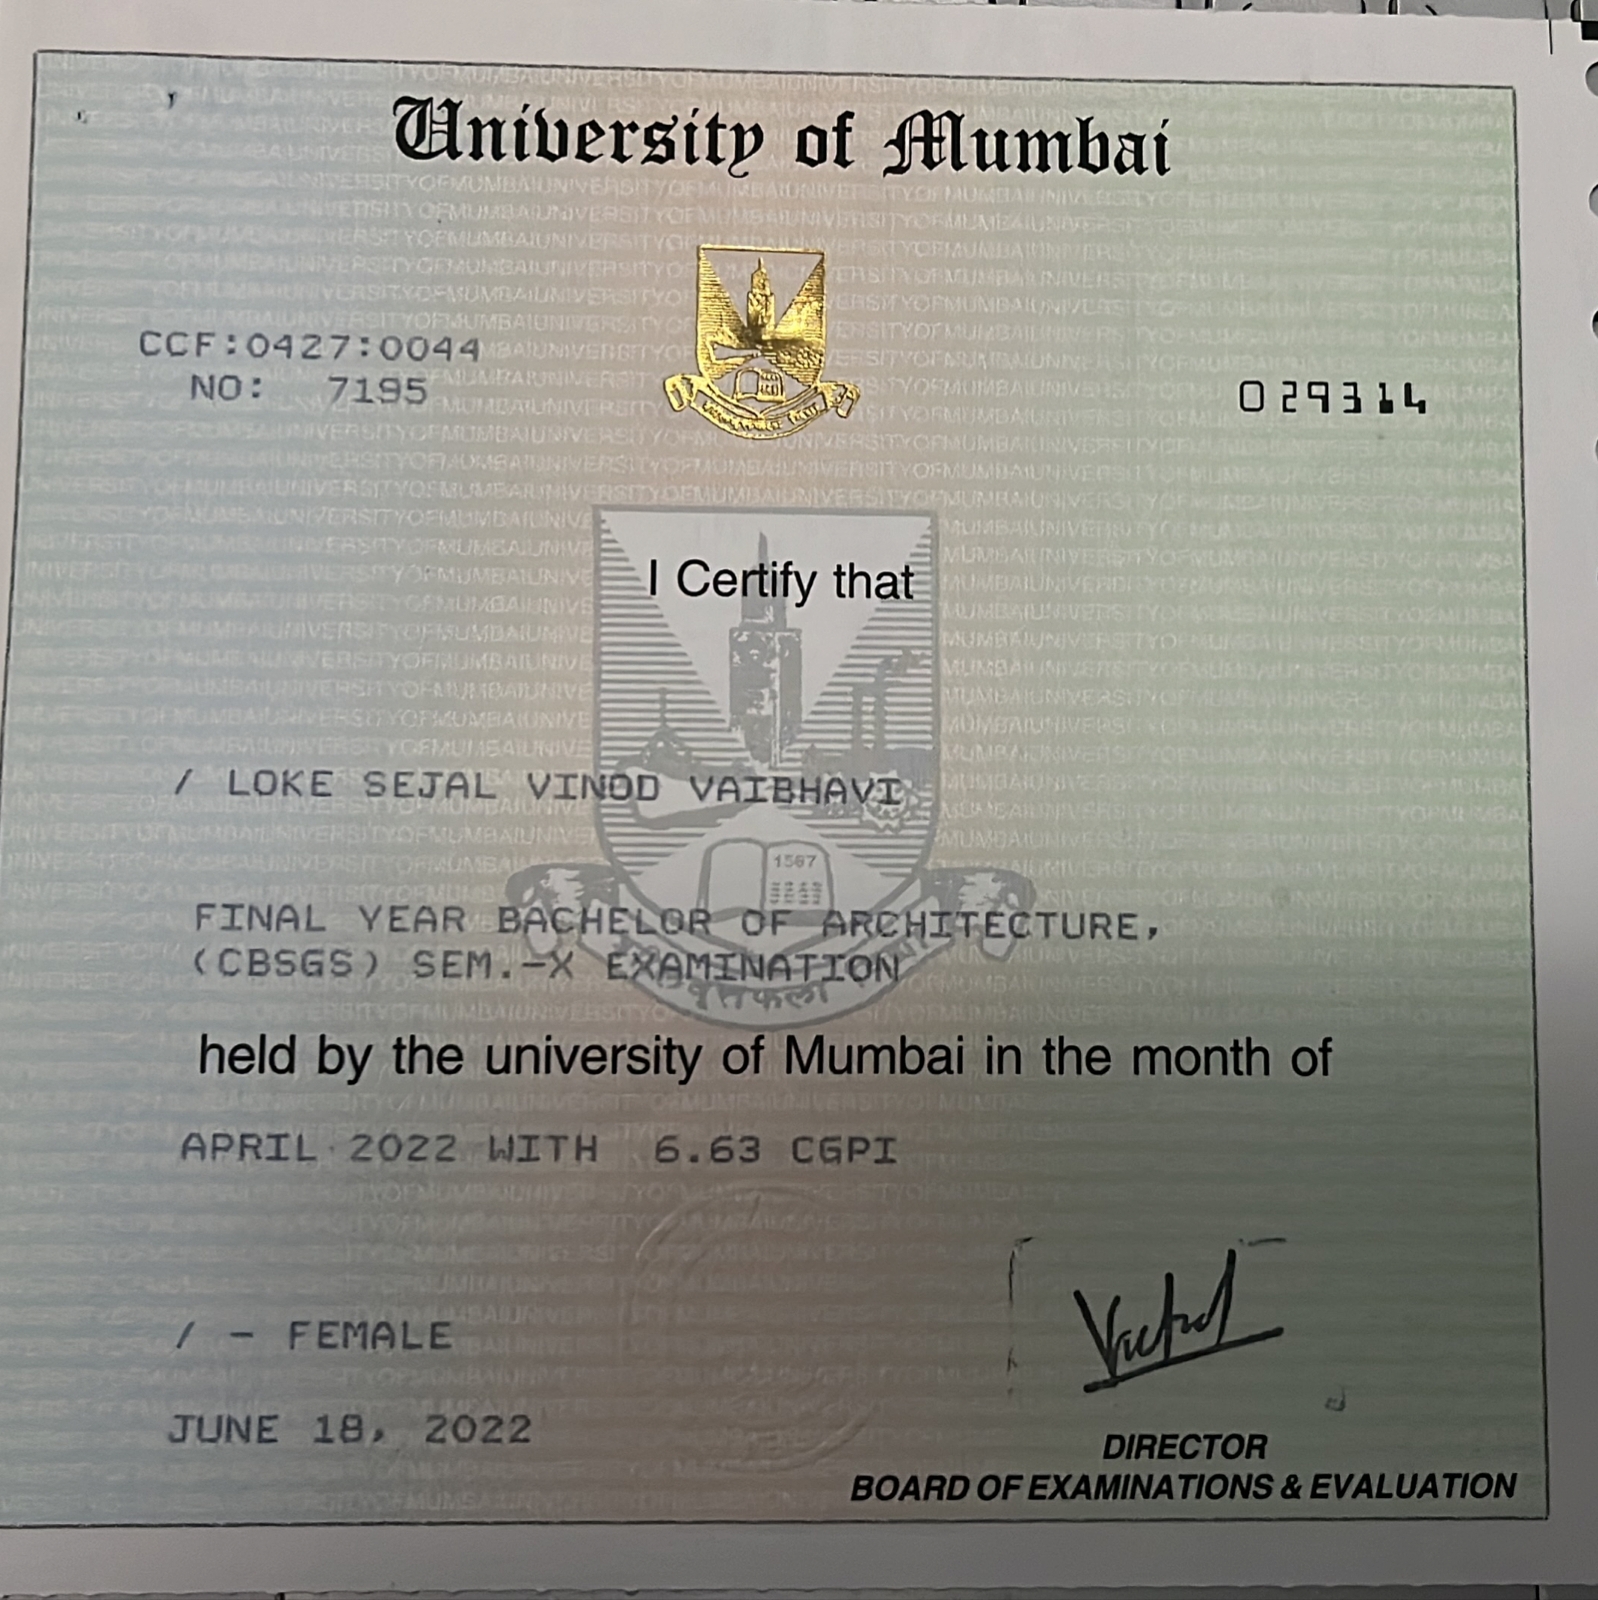 University of Mumbai
CCF:0427:0044
NO: 7195
029314
I Certify that
/ LOKE SEJAL VINOD VAIBHAVI
1567
FINAL YEAR BACHELOR OF ARCHITECTURE,
(CBSGS) SEM.-X EXAMINATION
held by the university of Mumbai in the month of
APRIL 2022 WITH 6.63 CGPI
/ - FEMALE
JUNE 18, 2022
DIRECTOR
BOARD OF EXAMINATIONS & EVALUATION